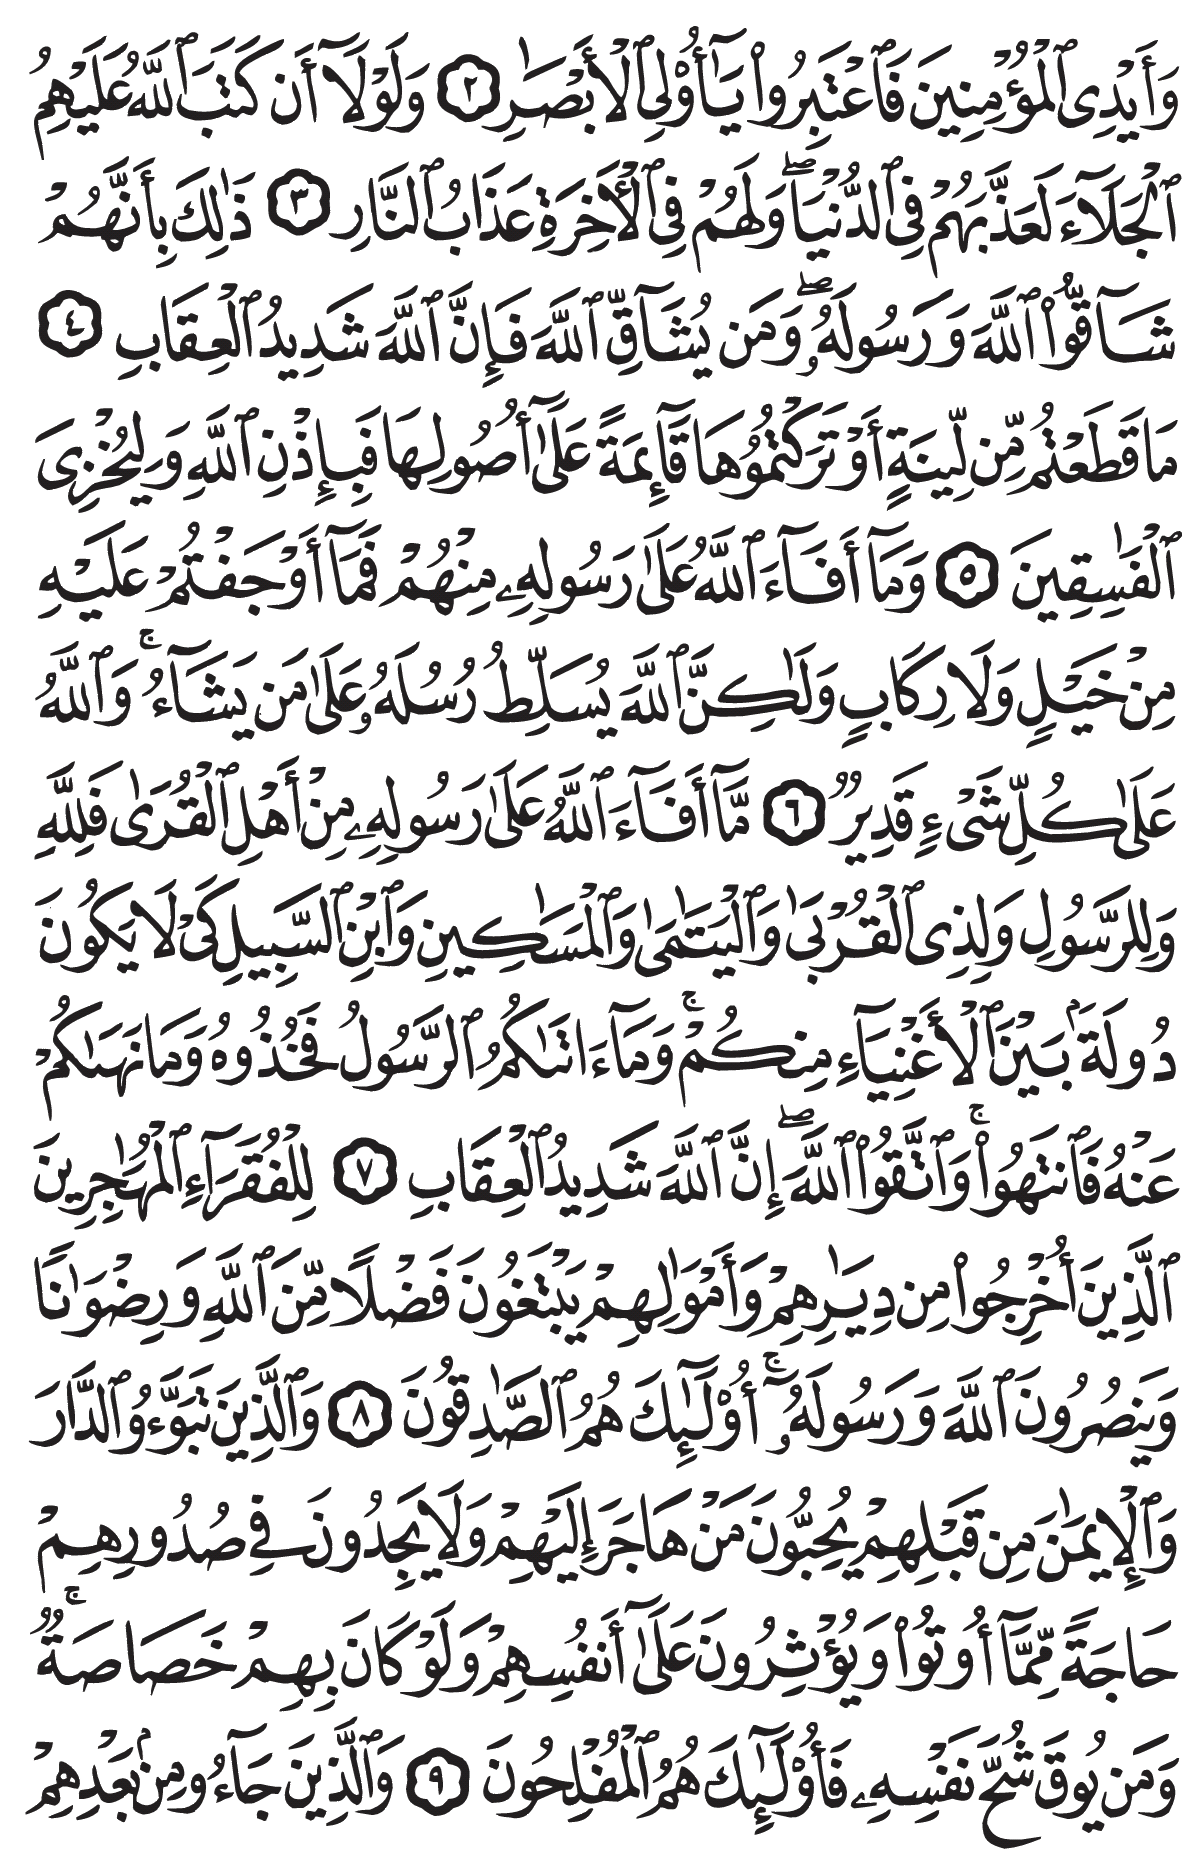 وَأَيْدِى ٱلْمُؤْمِنِينَ فَٱعْتَبِرُوا۟ يَـٰٓأُو۟لِى ٱلْأَبْصَـٰرِ ٢ وَلَوْلَآ أَن كَتَبَ ٱللَّهُ عَلَيْهِمُ
ٱلْجَلَآءَ لَعَذَّبَهُمْ فِى ٱلدُّنْيَا ۖ وَلَهُمْ فِى ٱلْـَٔاخِرَةِ عَذَابُ ٱلنَّارِ ٣ ذَٰلِكَ بِأَنَّهُمْ
شَآقُّوا۟ ٱللَّهَ وَرَسُولَهُۥ ۖ وَمَن يُشَآقِّ ٱللَّهَ فَإِنَّ ٱللَّهَ شَدِيدُ ٱلْعِقَابِ ٤
مَا قَطَعْتُم مِّن لِّينَةٍ أَوْ تَرَكْتُمُوهَا قَآئِمَةً عَلَىٰٓ أُصُولِهَا فَبِإِذْنِ ٱللَّهِ وَلِيُخْزِىَ
ٱلْفَـٰسِقِينَ ٥ وَمَآ أَفَآءَ ٱللَّهُ عَلَىٰ رَسُولِهِۦ مِنْهُمْ فَمَآ أَوْجَفْتُمْ عَلَيْهِ
مِنْ خَيْلٍ وَلَا رِكَابٍ وَلَـٰكِنَّ ٱللَّهَ يُسَلِّطُ رُسُلَهُۥ عَلَىٰ مَن يَشَآءُ ۚ وَٱللَّهُ
عَلَىٰ كُلِّ شَىْءٍ قَدِيرٌ ٦ مَّآ أَفَآءَ ٱللَّهُ عَلَىٰ رَسُولِهِۦ مِنْ أَهْلِ ٱلْقُرَىٰ فَلِلَّهِ
وَلِلرَّسُولِ وَلِذِى ٱلْقُرْبَىٰ وَٱلْيَتَـٰمَىٰ وَٱلْمَسَـٰكِينِ وَٱبْنِ ٱلسَّبِيلِ كَىْ لَا يَكُونَ
دُولَةًۢ بَيْنَ ٱلْأَغْنِيَآءِ مِنكُمْ ۚ وَمَآ ءَاتَىٰكُمُ ٱلرَّسُولُ فَخُذُوهُ وَمَا نَهَىٰكُمْ
عَنْهُ فَٱنتَهُوا۟ ۚ وَٱتَّقُوا۟ ٱللَّهَ ۖ إِنَّ ٱللَّهَ شَدِيدُ ٱلْعِقَابِ ٧ لِلْفُقَرَآءِ ٱلْمُهَـٰجِرِينَ
ٱلَّذِينَ أُخْرِجُوا۟ مِن دِيَـٰرِهِمْ وَأَمْوَٰلِهِمْ يَبْتَغُونَ فَضْلًا مِّنَ ٱللَّهِ وَرِضْوَٰنًا
وَيَنصُرُونَ ٱللَّهَ وَرَسُولَهُۥٓ ۚ أُو۟لَـٰٓئِكَ هُمُ ٱلصَّـٰدِقُونَ ٨ وَٱلَّذِينَ تَبَوَّءُو ٱلدَّارَ
وَٱلْإِيمَـٰنَ مِن قَبْلِهِمْ يُحِبُّونَ مَنْ هَاجَرَ إِلَيْهِمْ وَلَا يَجِدُونَ فِى صُدُورِهِمْ
حَاجَةً مِّمَّآ أُوتُوا۟ وَيُؤْثِرُونَ عَلَىٰٓ أَنفُسِهِمْ وَلَوْ كَانَ بِهِمْ خَصَاصَةٌ ۚ
وَمَن يُوقَ شُحَّ نَفْسِهِۦ فَأُو۟لَـٰٓئِكَ هُمُ ٱلْمُفْلِحُونَ ٩ وَٱلَّذِينَ جَآءُو مِنۢ بَعْدِهِمْ